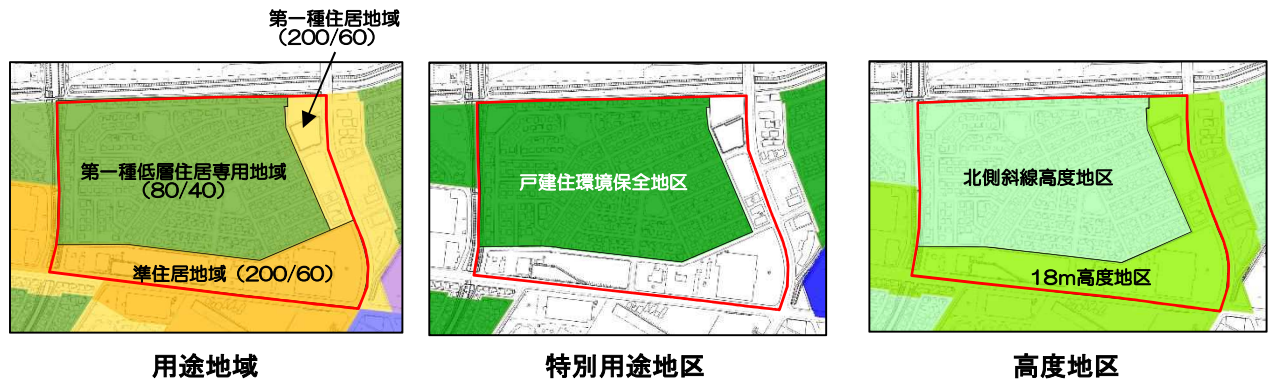 第一種住居地域
(200/60)
第一種低層住居専用地域
(80/40)
準住居地域(200/60)
用途地域
戸建住環境保全地区
特別用途地区
北側斜線高度地区
18m高度地区
高度地区